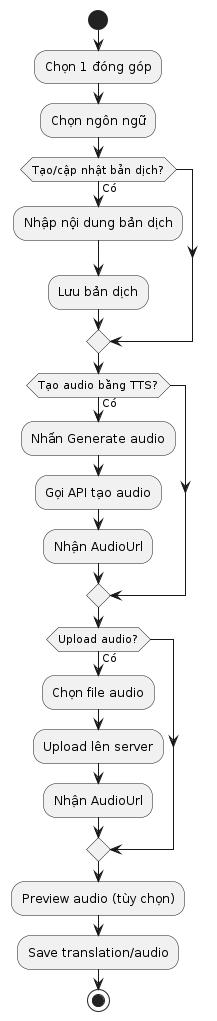 Chọn 1 đóng góp
Chọn ngôn ngữ
Tạo/cập nhật bản dịch?
Có
Nhập nội dung bản dịch
Lưu bản dịch
Tạo audio bằng TTS?
Có
Nhấn Generate audio
Gọi API tạo audio
Nhận AudioUrl
Upload audio?
Có
Chọn file audio
Upload lên server
Nhận AudioUrl
Preview audio (tùy chọn)
Save translation/audio